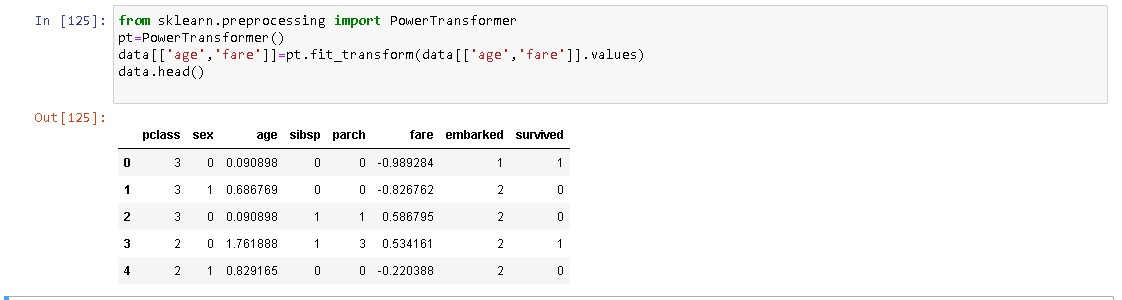 In [125]: from sklearn.preprocessing import PowerTransformer
pt=PowerTransformer()
data[['age','fare']]=pt.fit_transform(data[['age','fare']].values)
data.head()
Out[125]:
pclass sex age sibsp parch fare embarked survived
0 3 0 0.090898 0 0 -0.989284 1 1
1 3 1 0.686769 0 0 -0.826762 2 0
2 3 0 0.090898 1 1 0.586795 2 0
3 2 0 1.761888 1 3 0.534161 2 1
4 2 1 0.829165 0 0 -0.220388 2 0